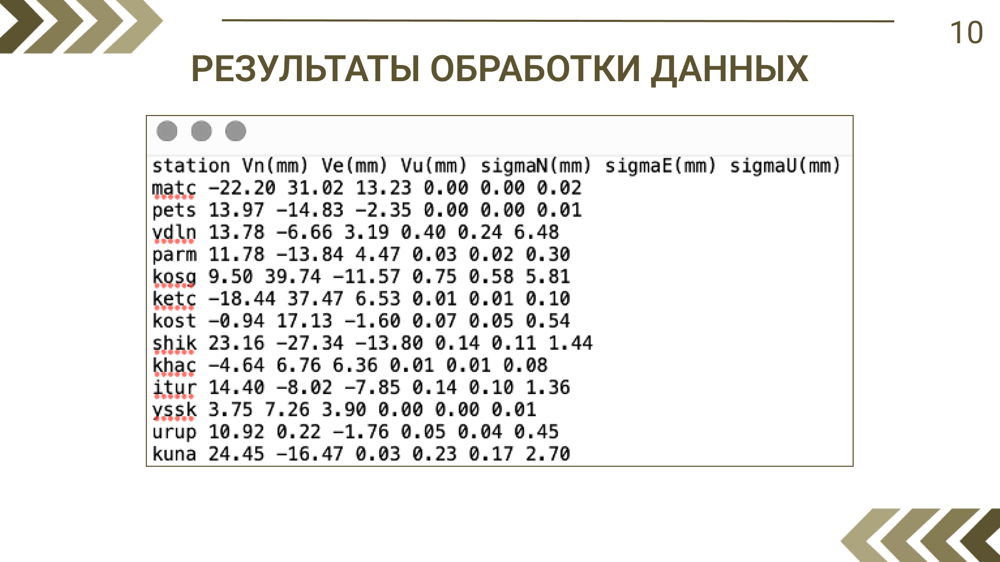 10
РЕЗУЛЬТАТЫ ОБРАБОТКИ ДАННЫХ
station Vn(mm) Ve(mm) Vu(mm) sigmaN(mm) sigmaE(mm) sigmaU(mm)
matc -22.20 31.02 13.23 0.00 0.00 0.02
pets 13.97 -14.83 -2.35 0.00 0.00 0.01
vdln 13.78 -6.66 3.19 0.40 0.24 6.48
parm 11.78 -13.84 4.47 0.03 0.02 0.30
kosg 9.50 39.74 -11.57 0.75 0.58 5.81
ketc -18.44 37.47 6.53 0.01 0.01 0.10
kost -0.94 17.13 -1.60 0.07 0.05 0.54
shik 23.16 -27.34 -13.80 0.14 0.11 1.44
khac -4.64 6.76 6.36 0.01 0.01 0.08
itur 14.40 -8.02 -7.85 0.14 0.10 1.36
yssk 3.75 7.26 3.90 0.00 0.00 0.01
urup 10.92 0.22 -1.76 0.05 0.04 0.45
kuna 24.45 -16.47 0.03 0.23 0.17 2.70